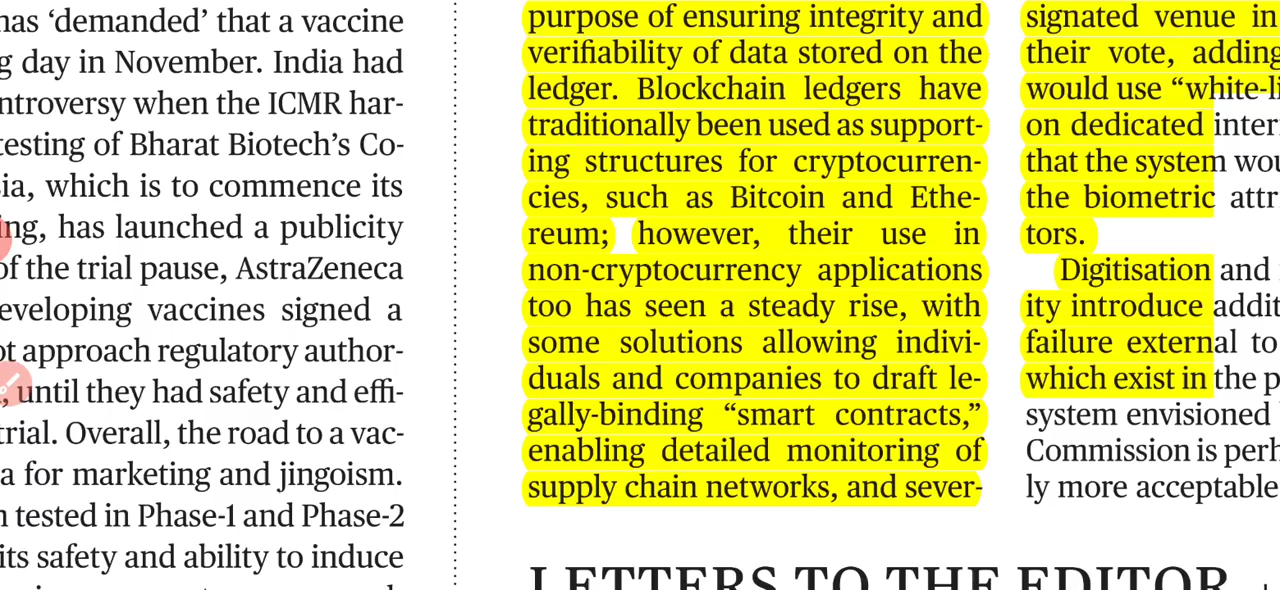 has ‘demanded’ that a vaccine
g day in November. India had
ntroversy when the ICMR har-
testing of Bharat Biotech’s Co-
ia, which is to commence its
ng, has launched a publicity
of the trial pause, AstraZeneca
eveloping vaccines signed a
ot approach regulatory author-
, until they had safety and effi-
trial. Overall, the road to a vac-
a for marketing and jingoism.
n tested in Phase-1 and Phase-2
its safety and ability to induce
purpose of ensuring integrity and
verifiability of data stored on the
ledger. Blockchain ledgers have
traditionally been used as support-
ing structures for cryptocurren-
cies, such as Bitcoin and Ethe-
reum; however, their use in
non-cryptocurrency applications
too has seen a steady rise, with
some solutions allowing indivi-
duals and companies to draft le-
gally-binding “smart contracts,”
enabling detailed monitoring of
supply chain networks, and sever-
signated venue in
their vote, adding
would use “white-li
on dedicated inter
that the system wou
the biometric attr
tors.
Digitisation and
ity introduce addit
failure external to
which exist in the p
system envisioned
Commission is perh
ly more acceptable
LETTERS TO THE EDITOR